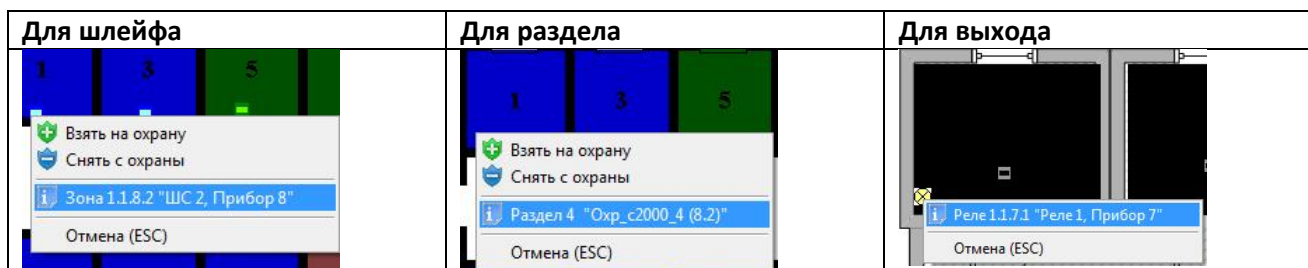 Для шлейфа
Для раздела
Для выхода
1 3 5
Взять на охрану
Снять с охраны
Зона 1.1.8.2 "ШС 2, Прибор 8"
Отмена (ESC)
1 3 5
Взять на охрану
Снять с охраны
Раздел 4 "Охр_с2000_4 (8.2)"
Отмена (ESC)
Реле 1.1.7.1 "Реле 1, Прибор 7"
Отмена (ESC)